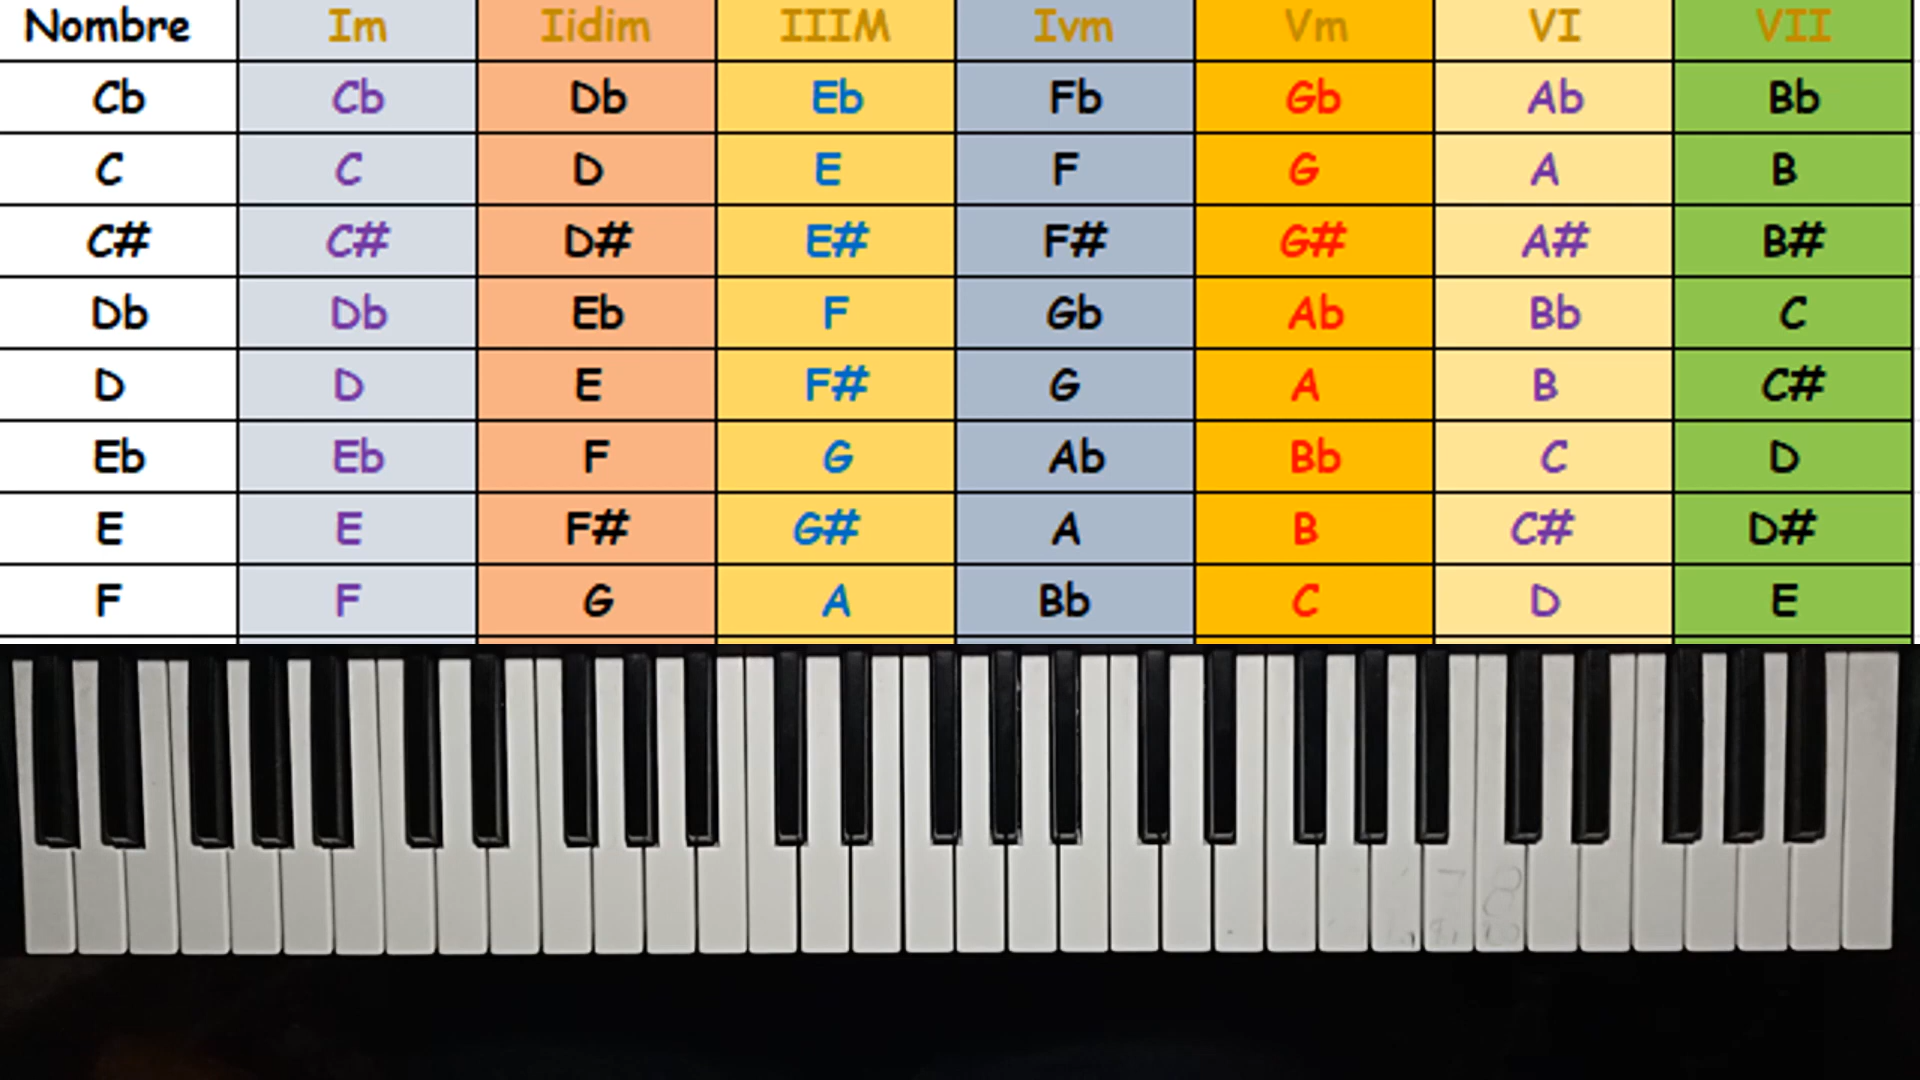 Nombre Im Iidim IIIM Ivm Vm VI VII
Cb Cb Db Eb Fb Gb Ab Bb
C C D E F G A B
C# C# D# E# F# G# A# B#
Db Db Eb F Gb Ab Bb C
D D E F# G A B C#
Eb Eb F G Ab Bb C D
E E F# G# A B C# D#
F F G A Bb C D E